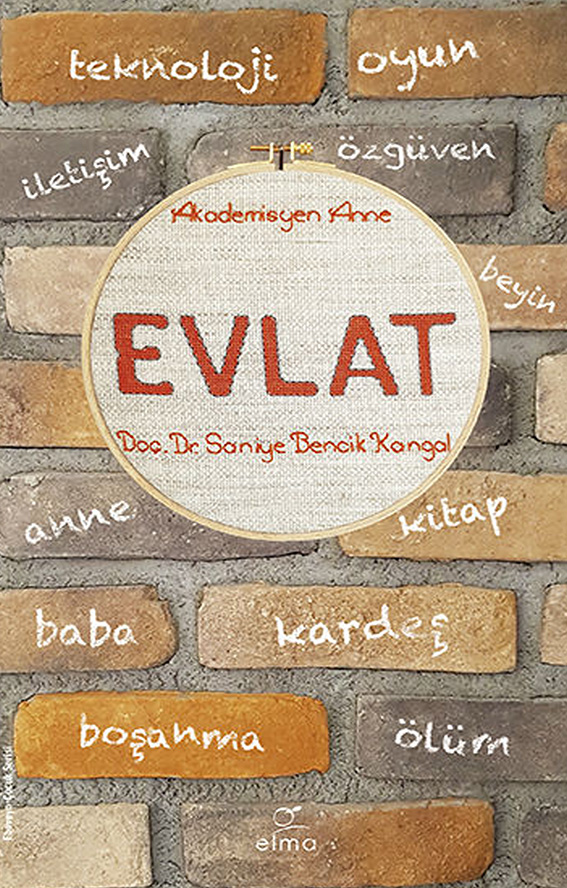 teknoloji
oyun
iletişim
özgüven
Akademisyen Anne
beyin
EVLAT
Doç. Dr. Saniye Bencik Kangal
anne
kitap
baba
kardeş
boşanma
ölüm
elma